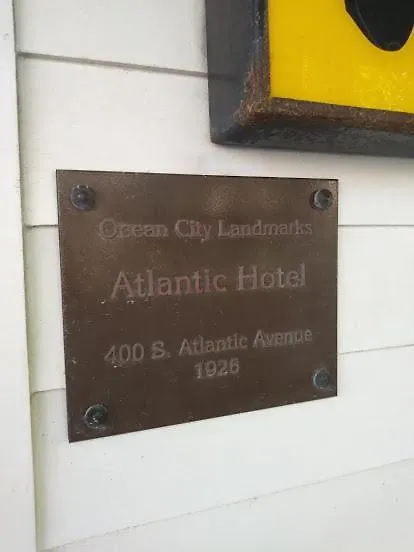 Ocean City Landmarks
Atlantic Hotel
400 S. Atlantic Avenue
1926